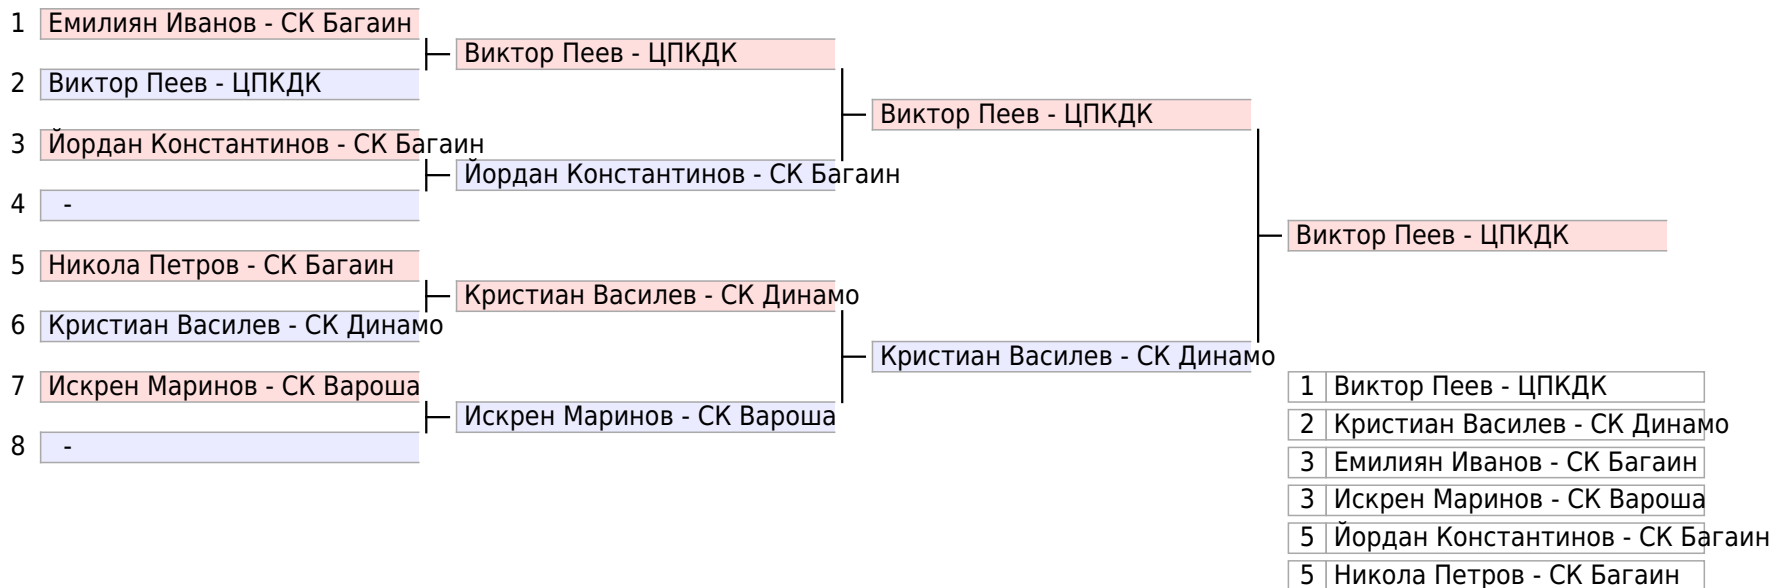 1 Емилиян Иванов - СК Багаин
2 Виктор Пеев - ЦПКДК
3 Йордан Константинов - СК Багаин
4 -
5 Никола Петров - СК Багаин
6 Кристиан Василев - СК Динамо
7 Искрен Маринов - СК Вароша
8 -
Виктор Пеев - ЦПКДК
Йордан Константинов - СК Багаин
Кристиан Василев - СК Динамо
Искрен Маринов - СК Вароша
Виктор Пеев - ЦПКДК
Кристиан Василев - СК Динамо
Виктор Пеев - ЦПКДК
1 Виктор Пеев - ЦПКДК
2 Кристиан Василев - СК Динамо
3 Емилиян Иванов - СК Багаин
3 Искрен Маринов - СК Вароша
5 Йордан Константинов - СК Багаин
5 Никола Петров - СК Багаин